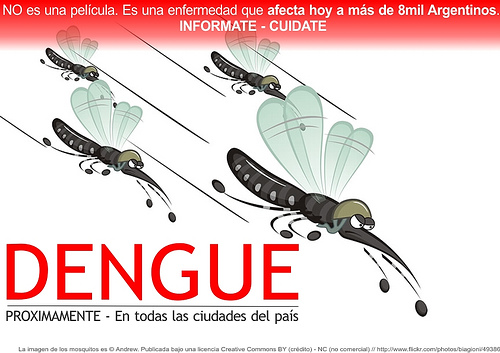 NO es una película. Es una enfermedad que afecta hoy a más de 8mil Argentinos.
INFORMATE - CUIDATE
DENGUE
PROXIMAMENTE - En todas las ciudades del país
La imagen de los mosquitos es © Andrew. Publicada bajo una licencia Creative Commons BY (crédito) - NC (no comercial) // http://www.flickr.com/photos/biagioni/49386